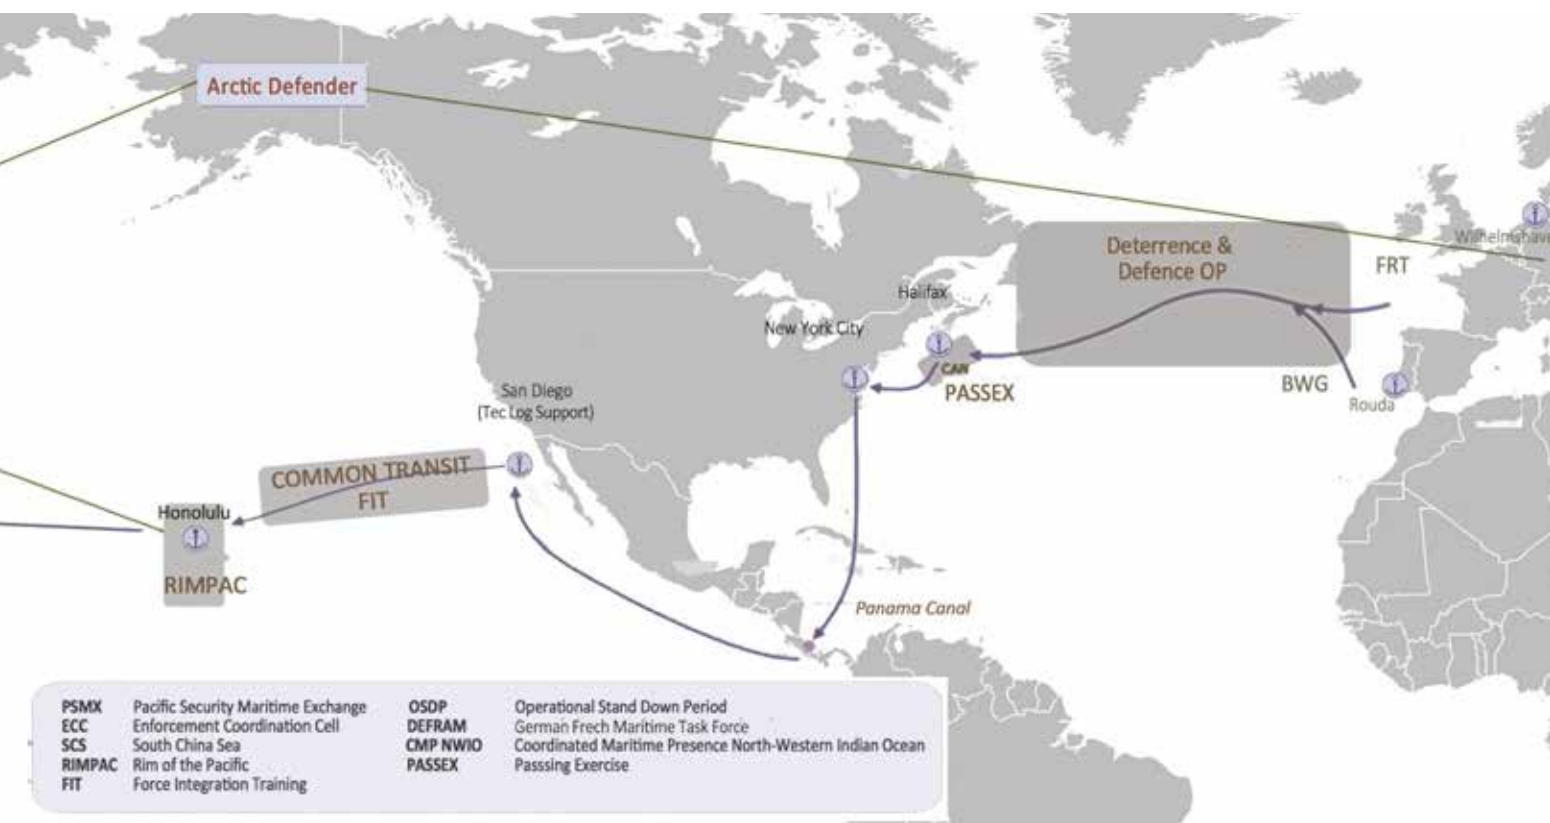 Arctic Defender
Deterrence &
Defence OP
FRT
Wilhelmshave
Halifax
New York City
CAN
PASSEX
BWG
Rouda
San Diego
(Tec Log Support)
COMMON TRANSIT
FIT
Honolulu
RIMPAC
Panama Canal
PSMX Pacific Security Maritime Exchange
ECC Enforcement Coordination Cell
SCS South China Sea
RIMPAC Rim of the Pacific
FIT Force Integration Training
OSDP Operational Stand Down Period
DEFRAM German Frech Maritime Task Force
CMP NWIO Coordinated Maritime Presence North-Western Indian Ocean
PASSEX Passsing Exercise